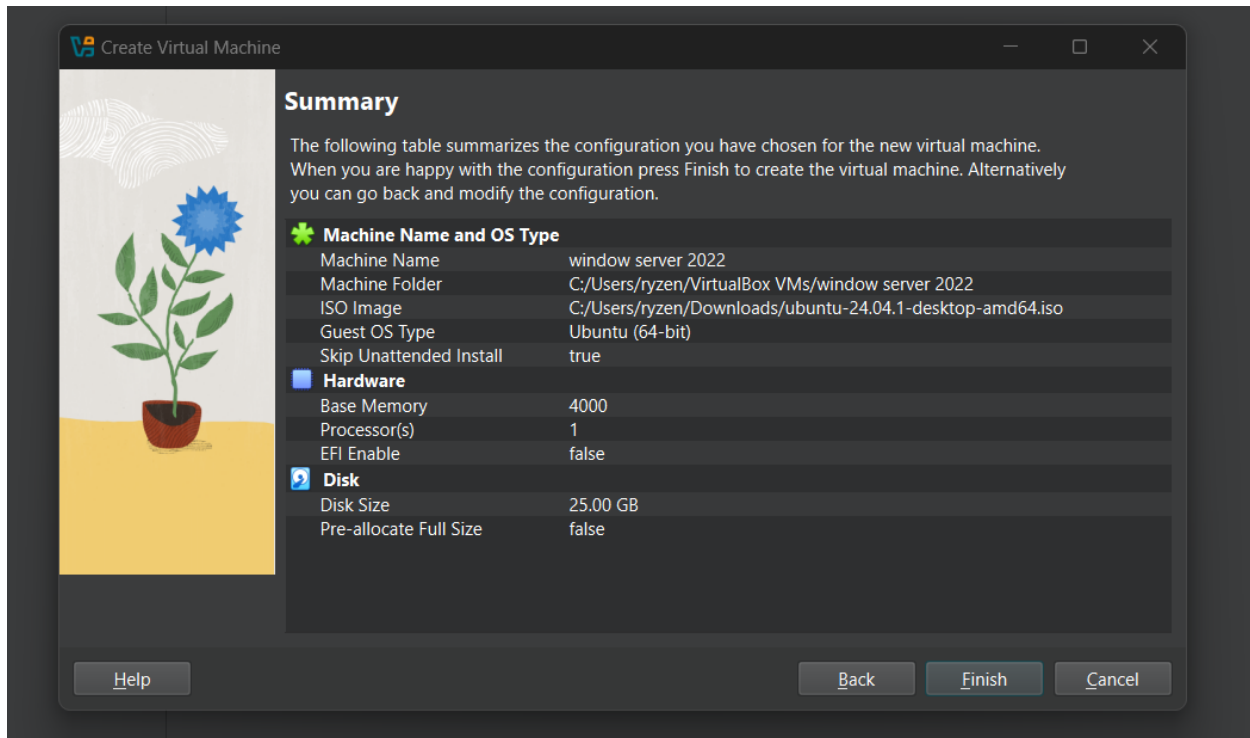 Create Virtual Machine
Summary
The following table summarizes the configuration you have chosen for the new virtual machine.
When you are happy with the configuration press Finish to create the virtual machine. Alternatively
you can go back and modify the configuration.
Machine Name and OS Type
Machine Name window server 2022
Machine Folder C:/Users/ryzen/VirtualBox VMs/window server 2022
ISO Image C:/Users/ryzen/Downloads/ubuntu-24.04.1-desktop-amd64.iso
Guest OS Type Ubuntu (64-bit)
Skip Unattended Install true
Hardware
Base Memory 4000
Processor(s) 1
EFI Enable false
Disk
Disk Size 25.00 GB
Pre-allocate Full Size false
Help Back Finish Cancel